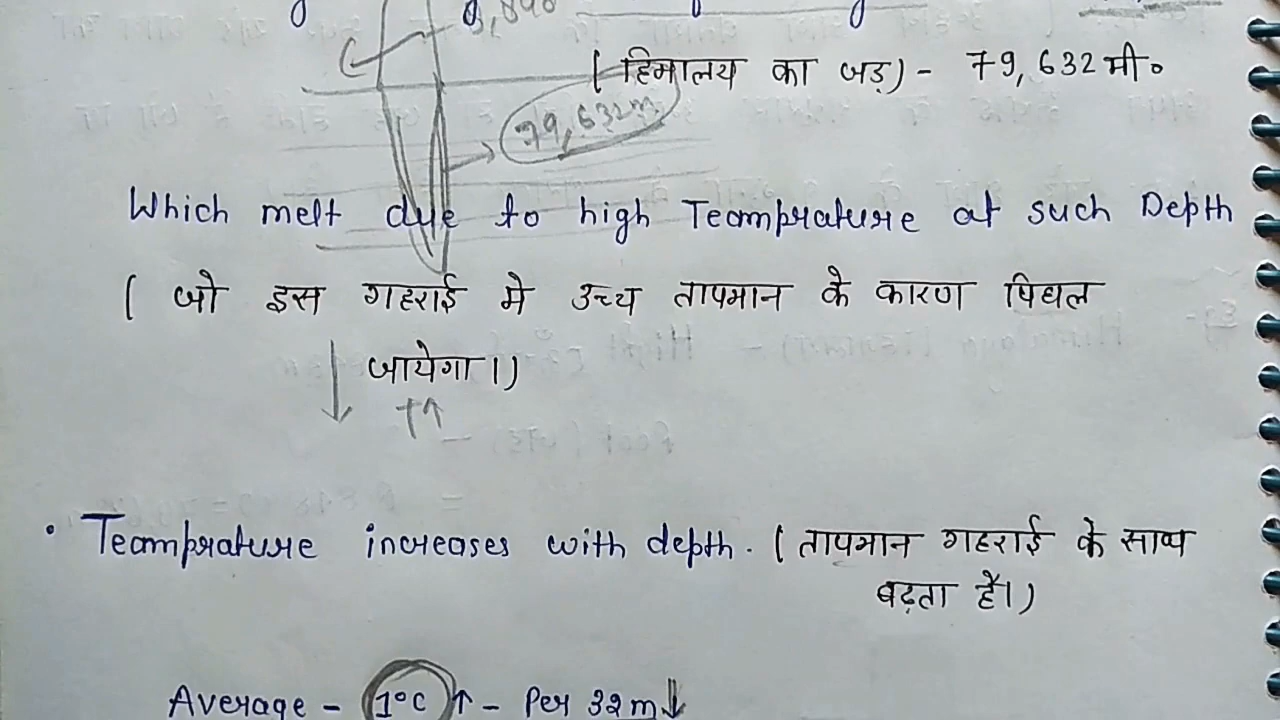 ( हिमालय का जड़) - 79,632 मी०
79,632m
Which melt due to high Teamprature at such Depth
( जो इस गहराई मे उच्य तापमान के कारण पिघल
जायेगा।)
T↑
• Teamprature increases with depth. ( तापमान गहराई के साथ
बढ़ता है।)
Average - 1°C ↑ - Per 32m↓